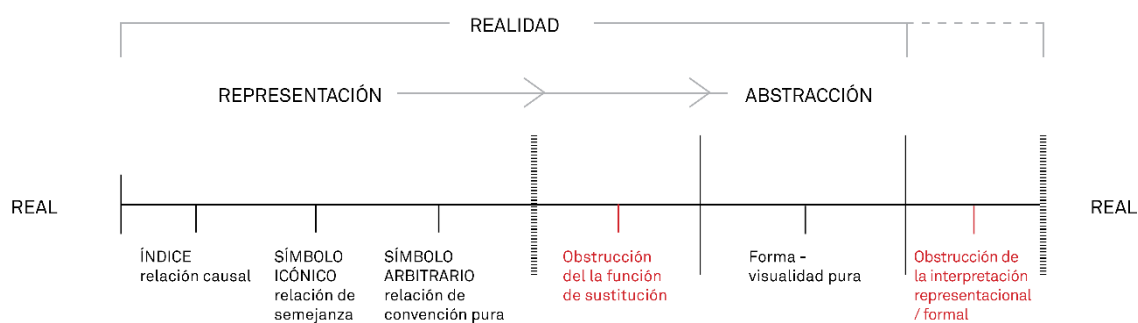 REALIDAD
REPRESENTACIÓN
ABSTRACCIÓN
REAL
REAL
ÍNDICE
relación causal
SÍMBOLO
ICÓNICO
relación de
semejanza
SÍMBOLO
ARBITRARIO
relación de
convención pura
Obstrucción
del la función
de sustitución
Forma -
visualidad pura
Obstrucción de
la interpretación
representacional
/ formal